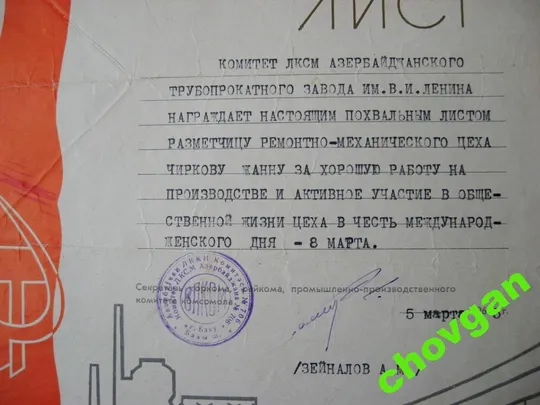 ЛИСТ
КОМИТЕТ ЛКСМ АЗЕРБАЙДЖАНСКОГО
ТРУБОПРОКАТНОГО ЗАВОДА ИМ.В.И.ЛЕНИНА
НАГРАЖДАЕТ НАСТОЯЩИМ ПОХВАЛЬНЫМ ЛИСТОМ
РАЗМЕТЧИЦУ РЕМОНТНО-МЕХАНИЧЕСКОГО ЦЕХА
ЧИРКОВУ ЖАННУ ЗА ХОРОШУЮ РАБОТУ НА
ПРОИЗВОДСТВЕ И АКТИВНОЕ УЧАСТИЕ В ОБЩЕ-
СТВЕННОЙ ЖИЗНИ ЦЕХА В ЧЕСТЬ МЕЖДУНАРОД-
ЖЕНСКОГО ДНЯ - 8 МАРТА.
Секретарь горкома, райкома, промышленно-производственного
комитета комсомола
5 марта
/ЗЕЙНАЛОВ А.
chovgan